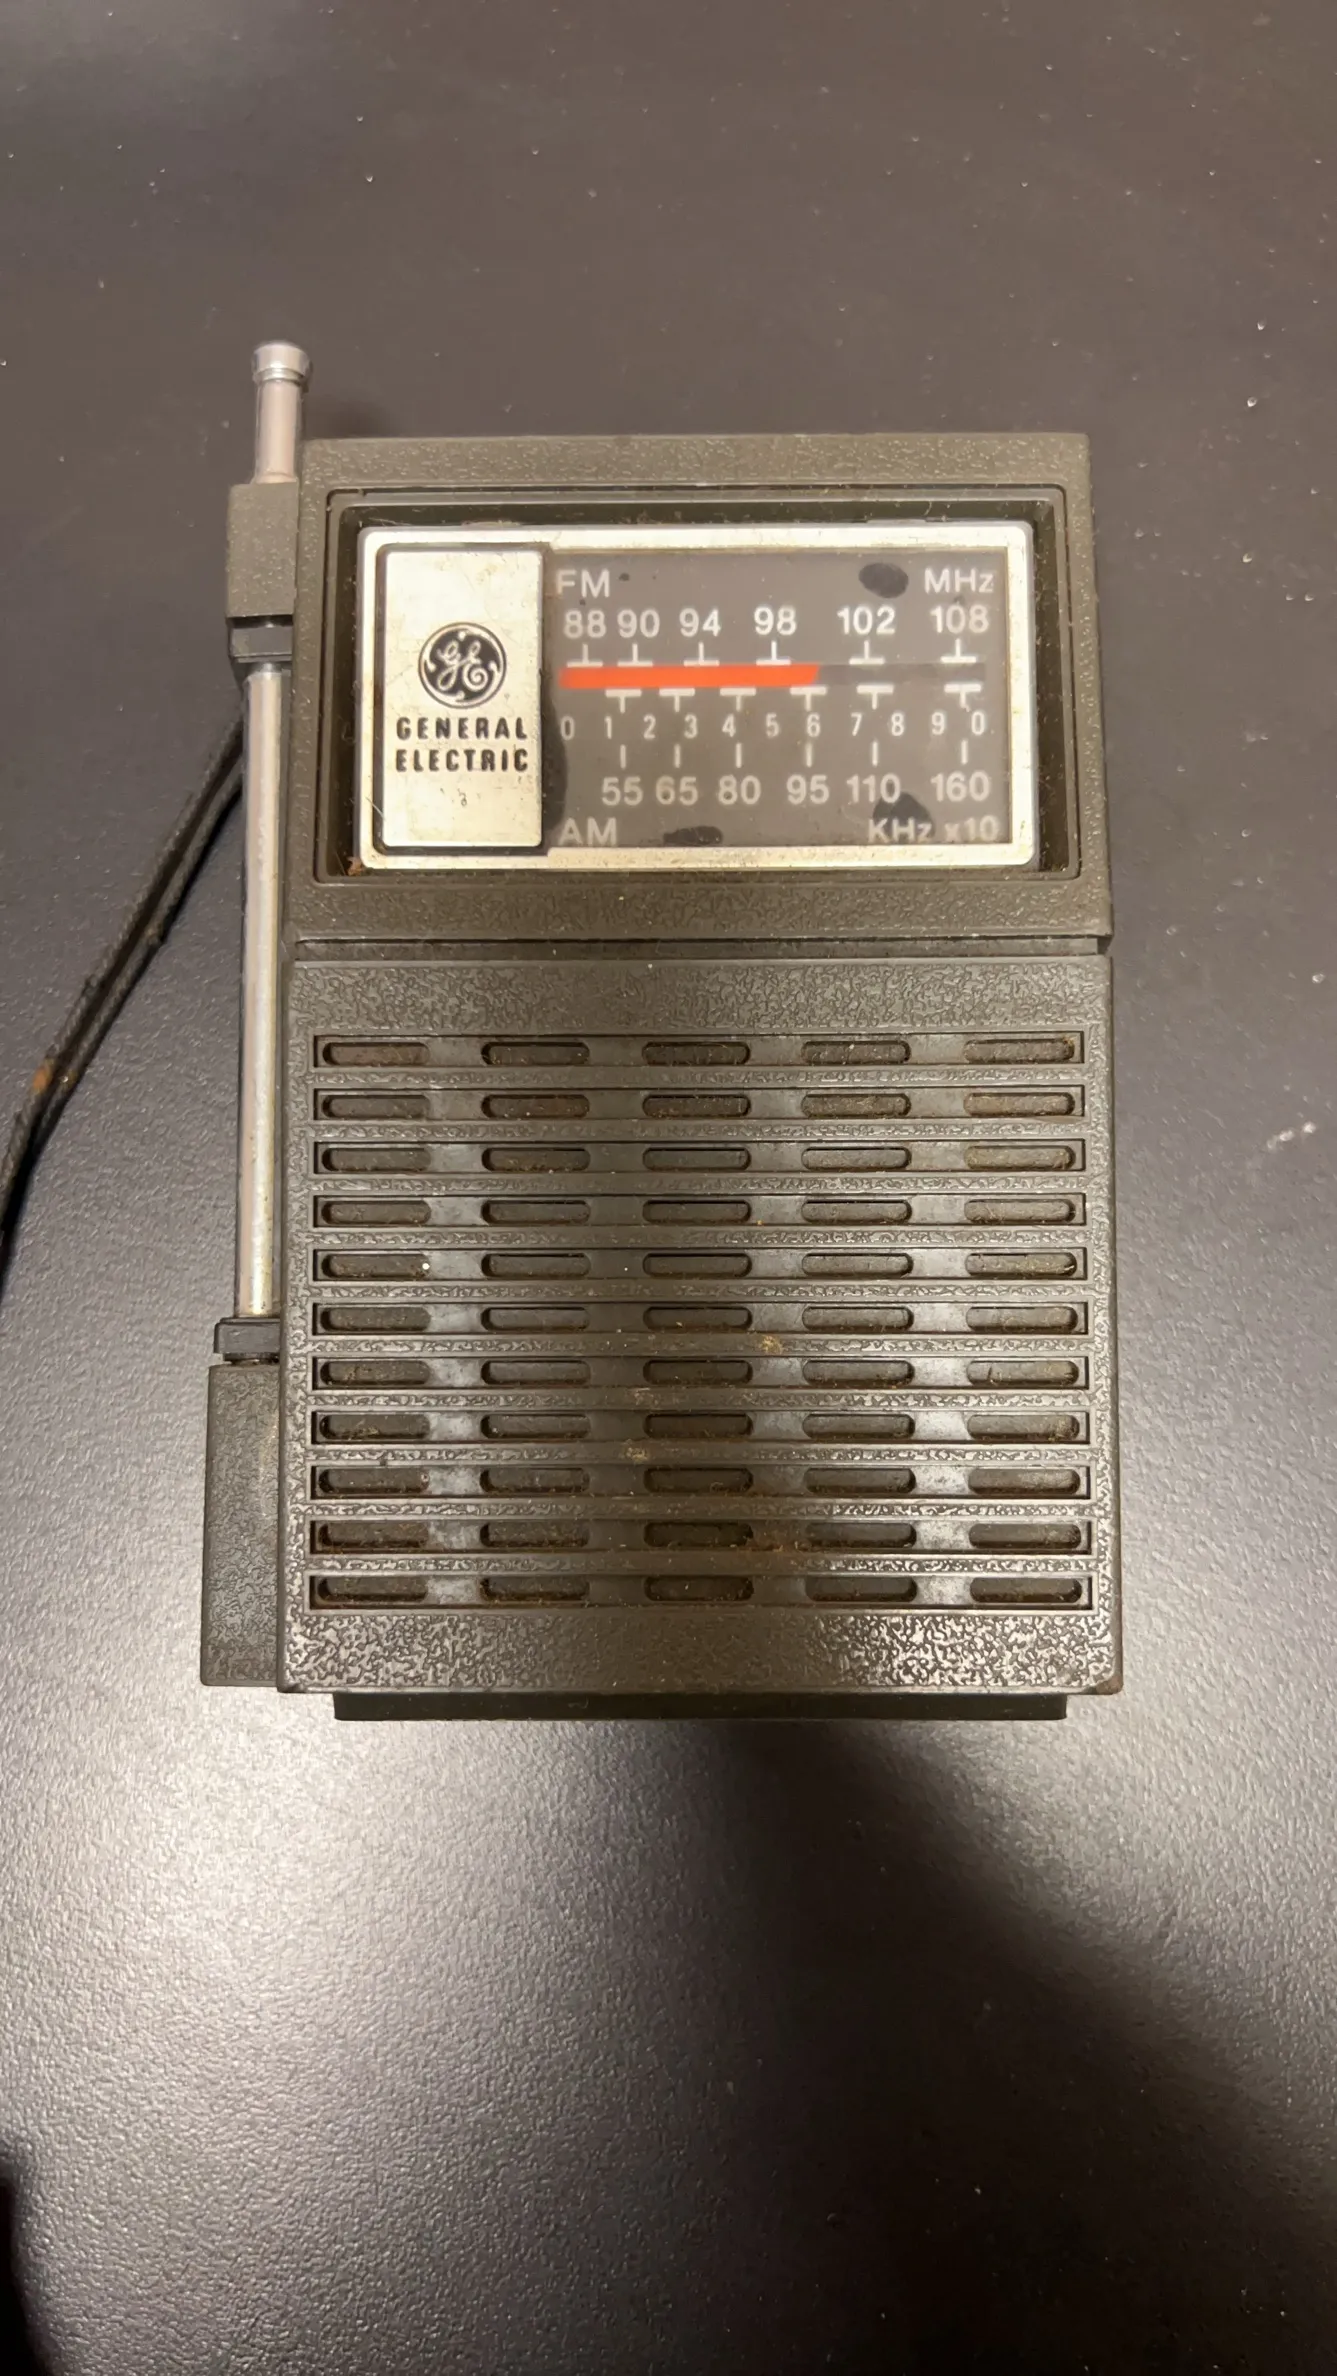 FM MHz
88 90 94 98 102 108
GE
GENERAL
ELECTRIC
0 1 2 3 4 5 6 7 8 9 0
55 65 80 95 110 160
AM KHz x10